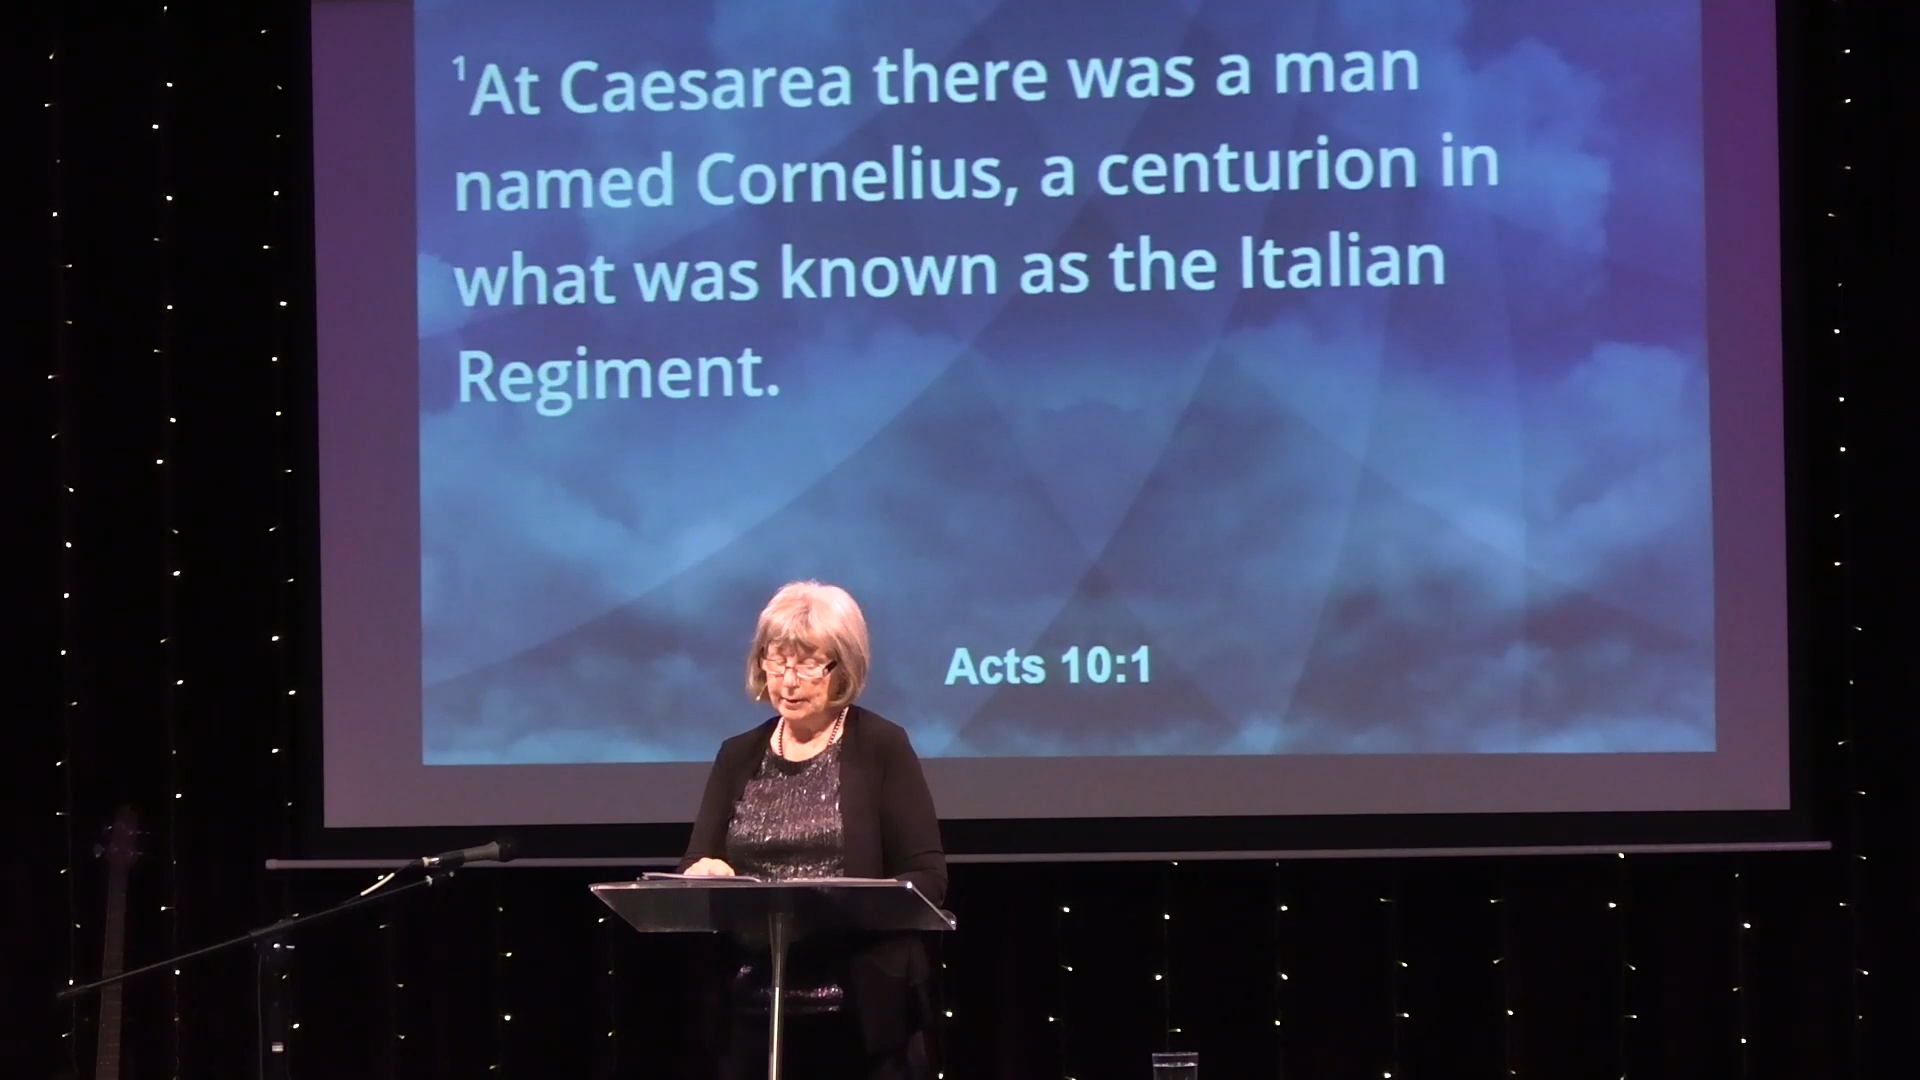 ¹At Caesarea there was a man
named Cornelius, a centurion in
what was known as the Italian
Regiment.
Acts 10:1